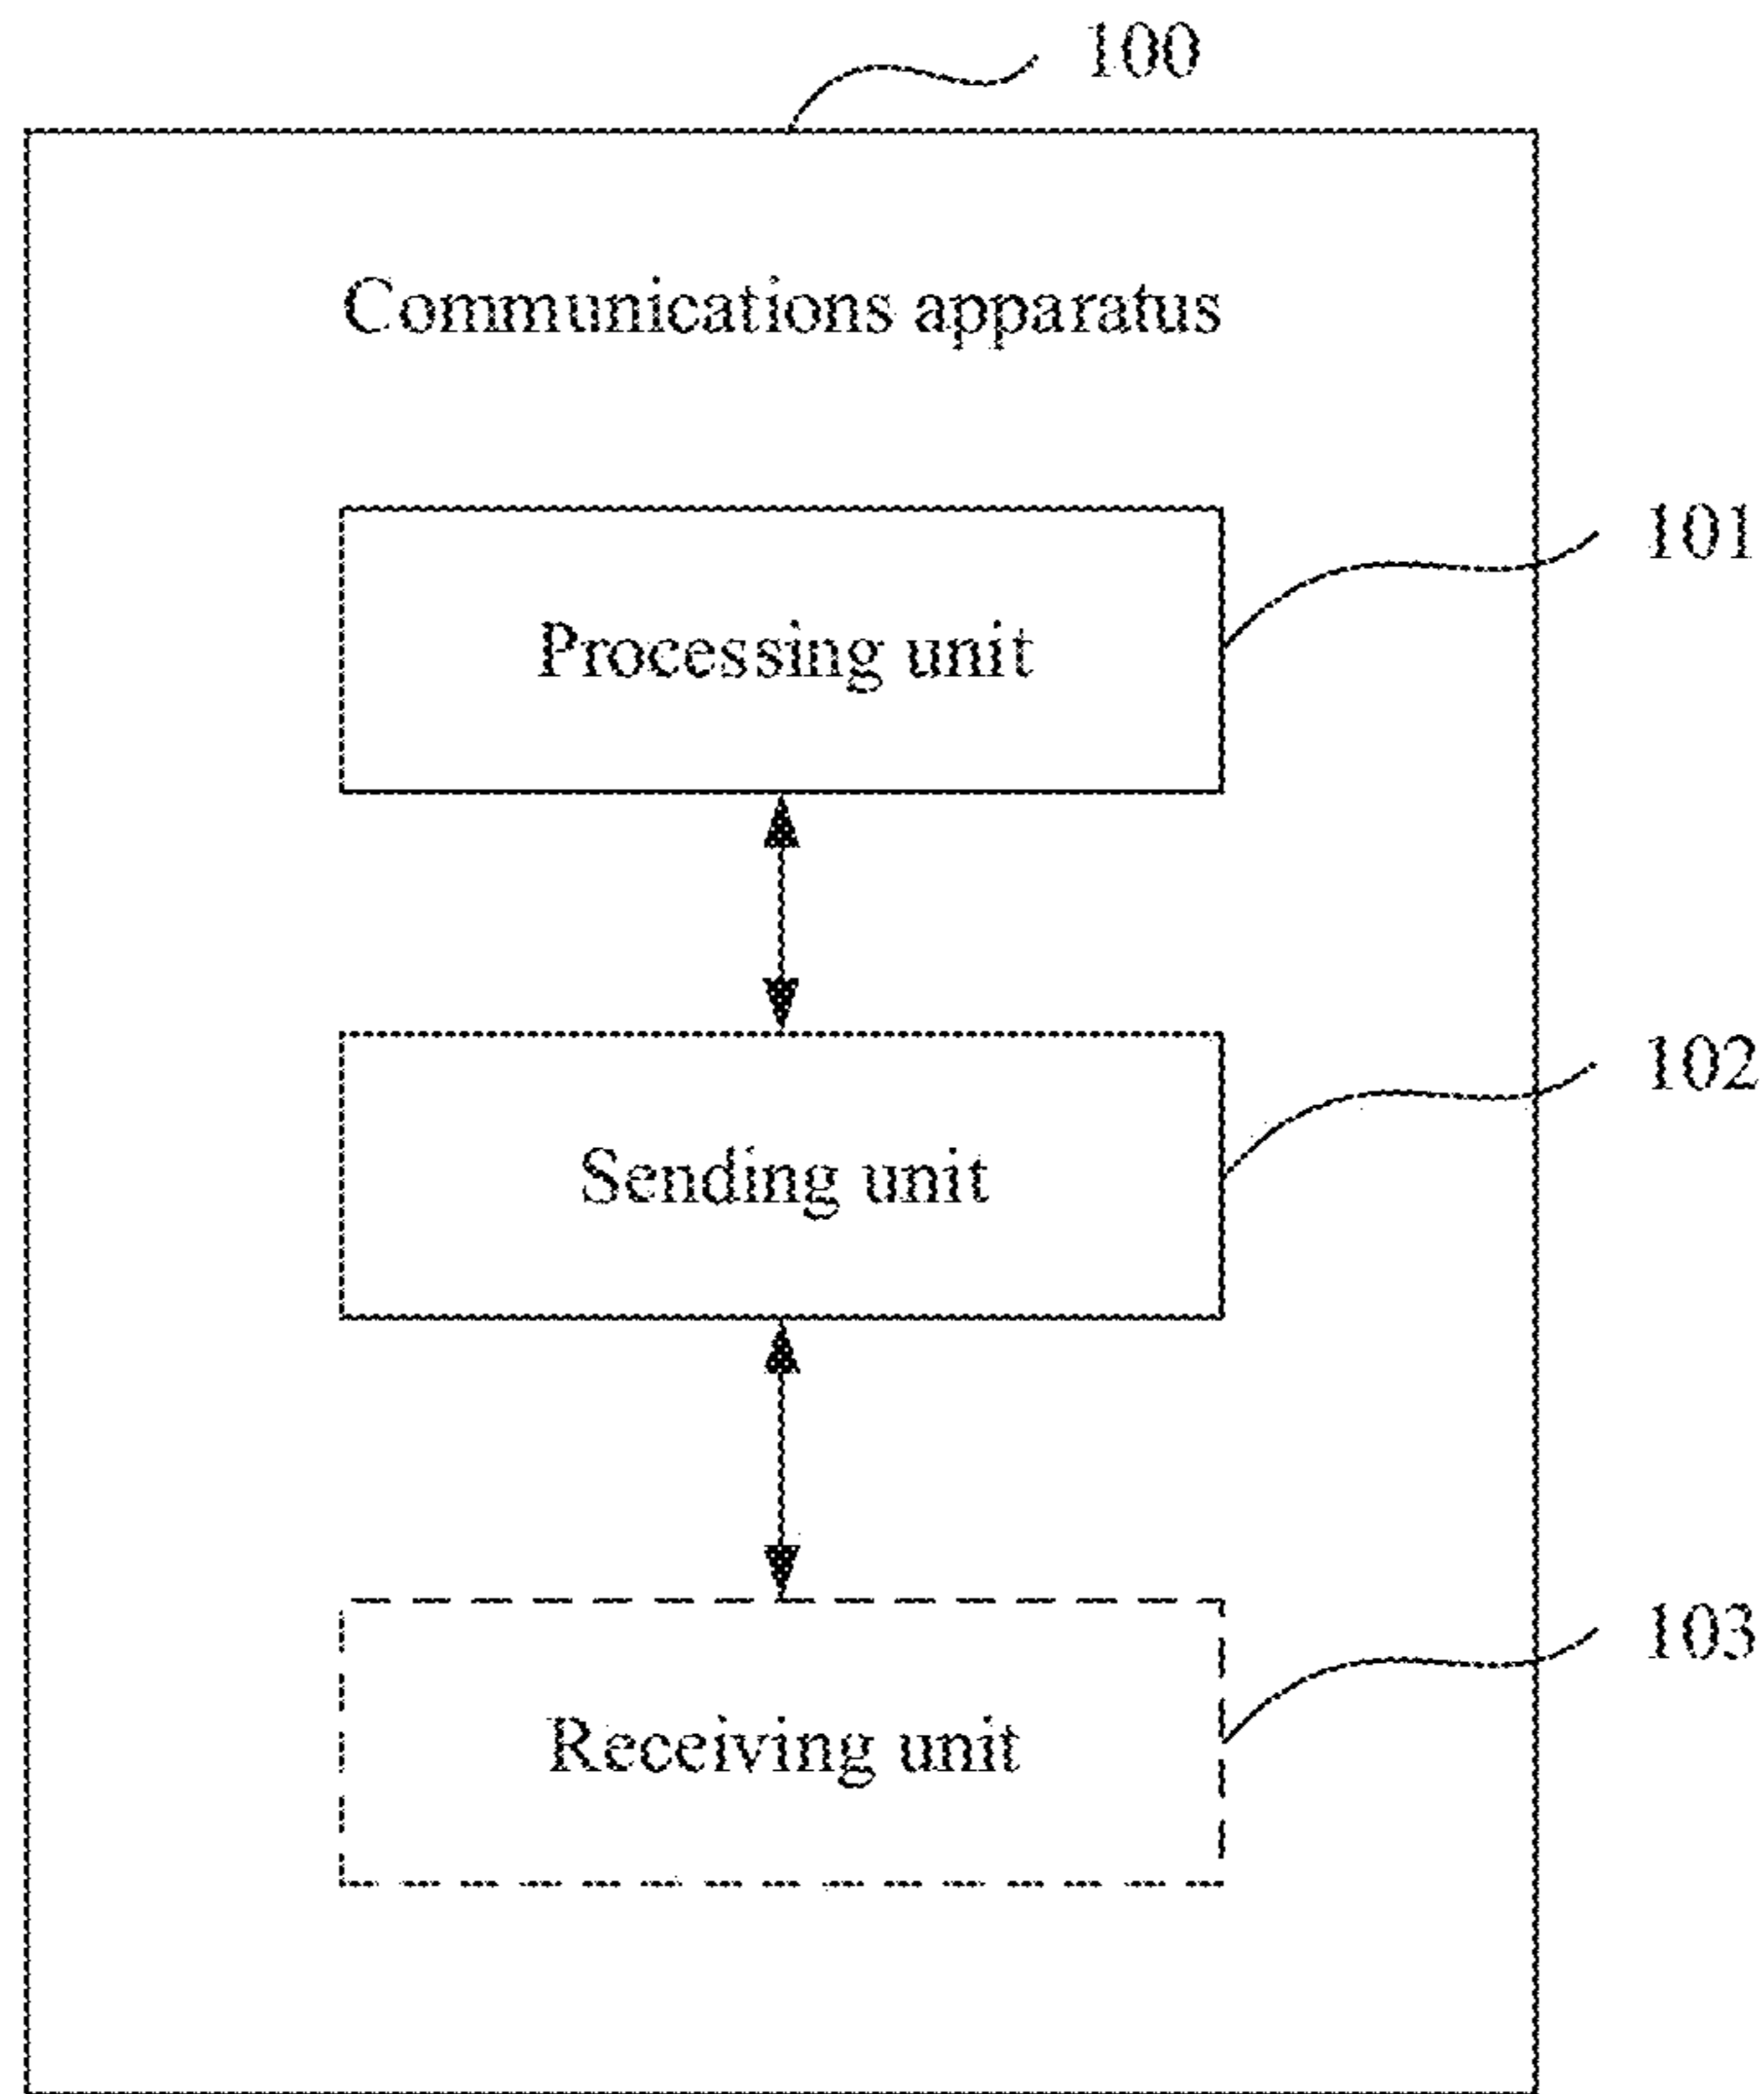 100
Communications apparatus
101
Processing unit
102
Sending unit
103
Receiving unit